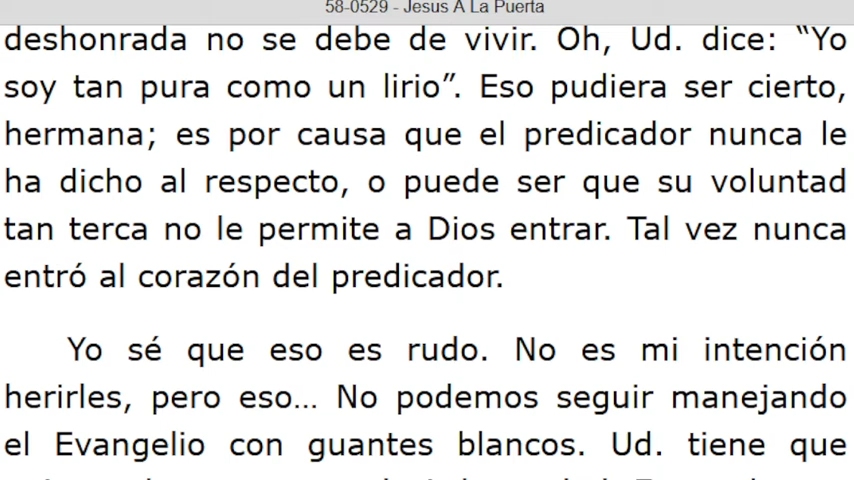 58-0529 - Jesus A La Puerta
deshonrada no se debe de vivir. Oh, Ud. dice: “Yo
soy tan pura como un lirio”. Eso pudiera ser cierto,
hermana; es por causa que el predicador nunca le
ha dicho al respecto, o puede ser que su voluntad
tan terca no le permite a Dios entrar. Tal vez nunca
entró al corazón del predicador.
Yo sé que eso es rudo. No es mi intención
herirles, pero eso... No podemos seguir manejando
el Evangelio con guantes blancos. Ud. tiene que